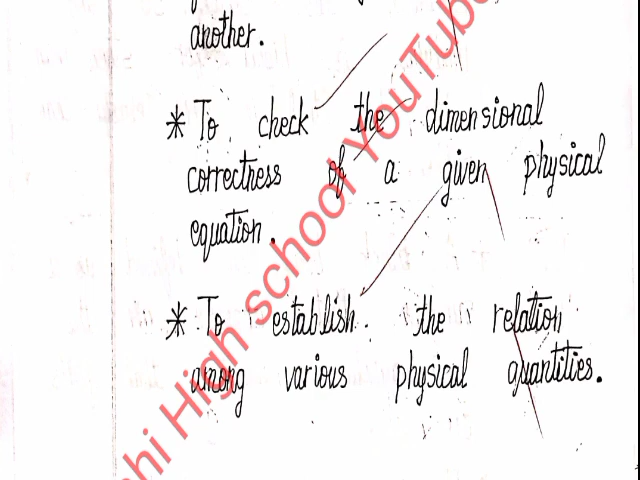 another.
* To check the dimensional
correctness of a given physical
equation.
* To establish the relation
among various physical quantities.
hi High school YouTube